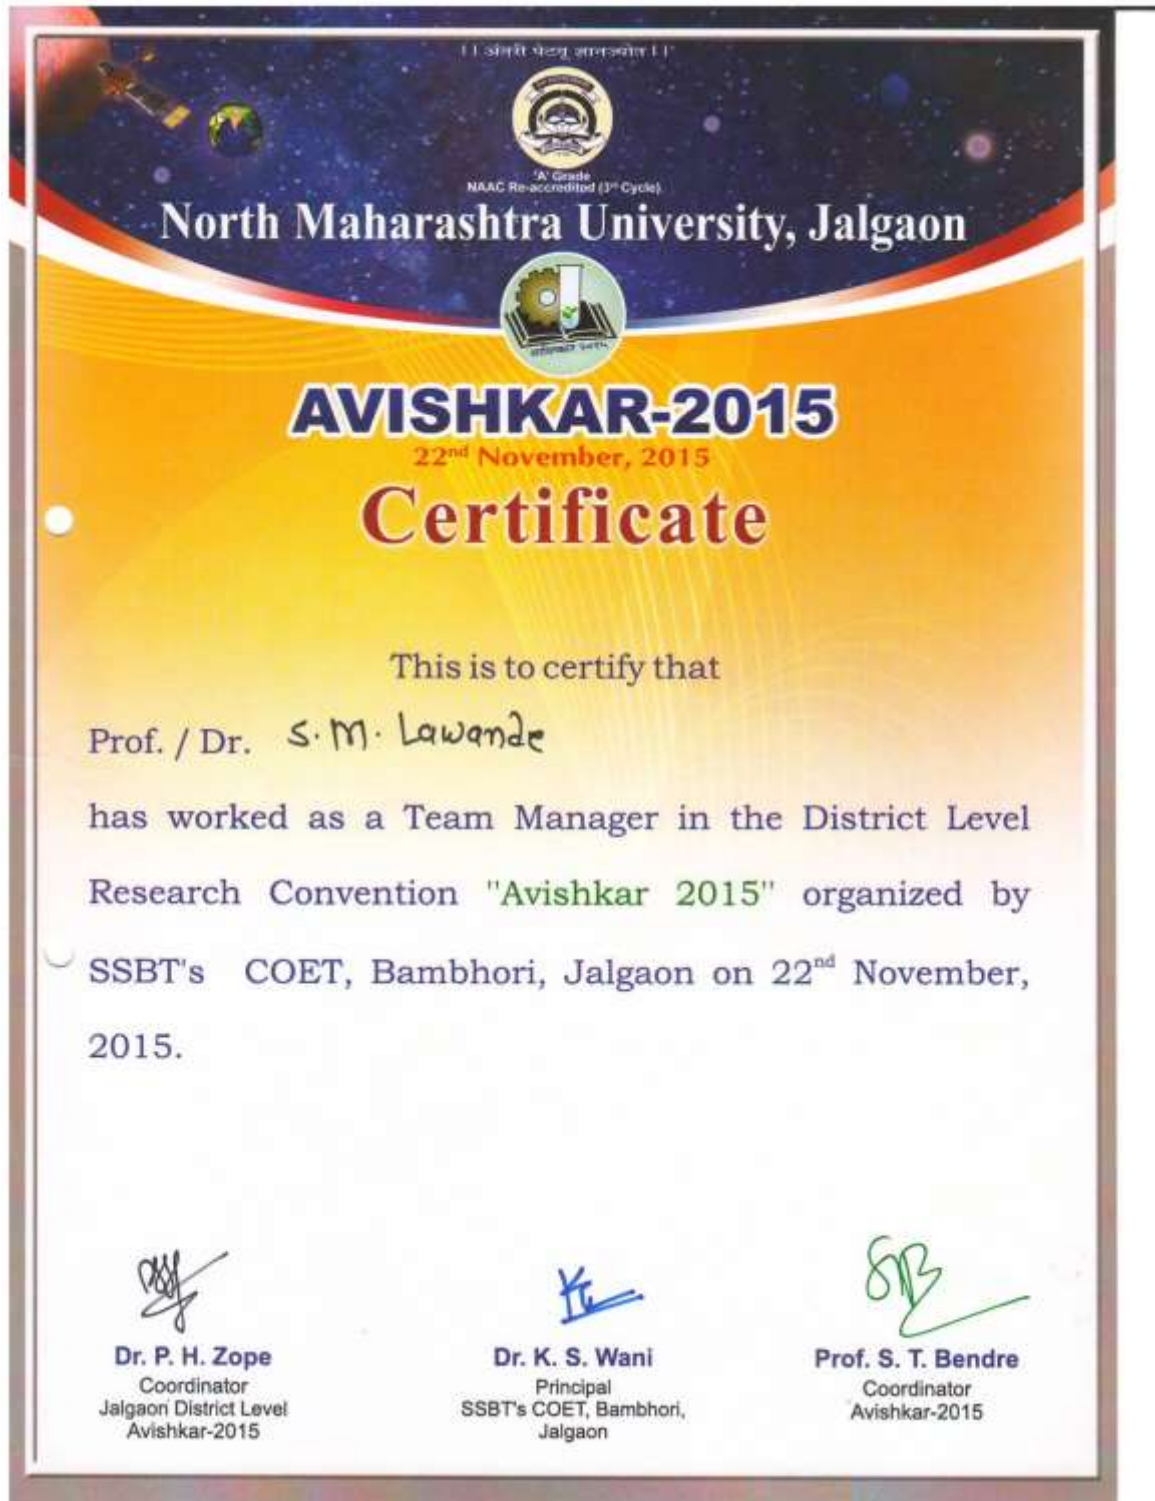 ।। अंतरी पेटवू ज्ञानज्योत ।।
'A' Grade
NAAC Re-accredited (3rd Cycle)
North Maharashtra University, Jalgaon
AVISHKAR-2015
22nd November, 2015
Certificate
This is to certify that
Prof. / Dr. S. M. Lawande
has worked as a Team Manager in the District Level
Research Convention "Avishkar 2015" organized by
SSBT's COET, Bambhori, Jalgaon on 22nd November,
2015.
Dr. P. H. Zope
Coordinator
Jalgaon District Level
Avishkar-2015
Dr. K. S. Wani
Principal
SSBT's COET, Bambhori,
Jalgaon
Prof. S. T. Bendre
Coordinator
Avishkar-2015